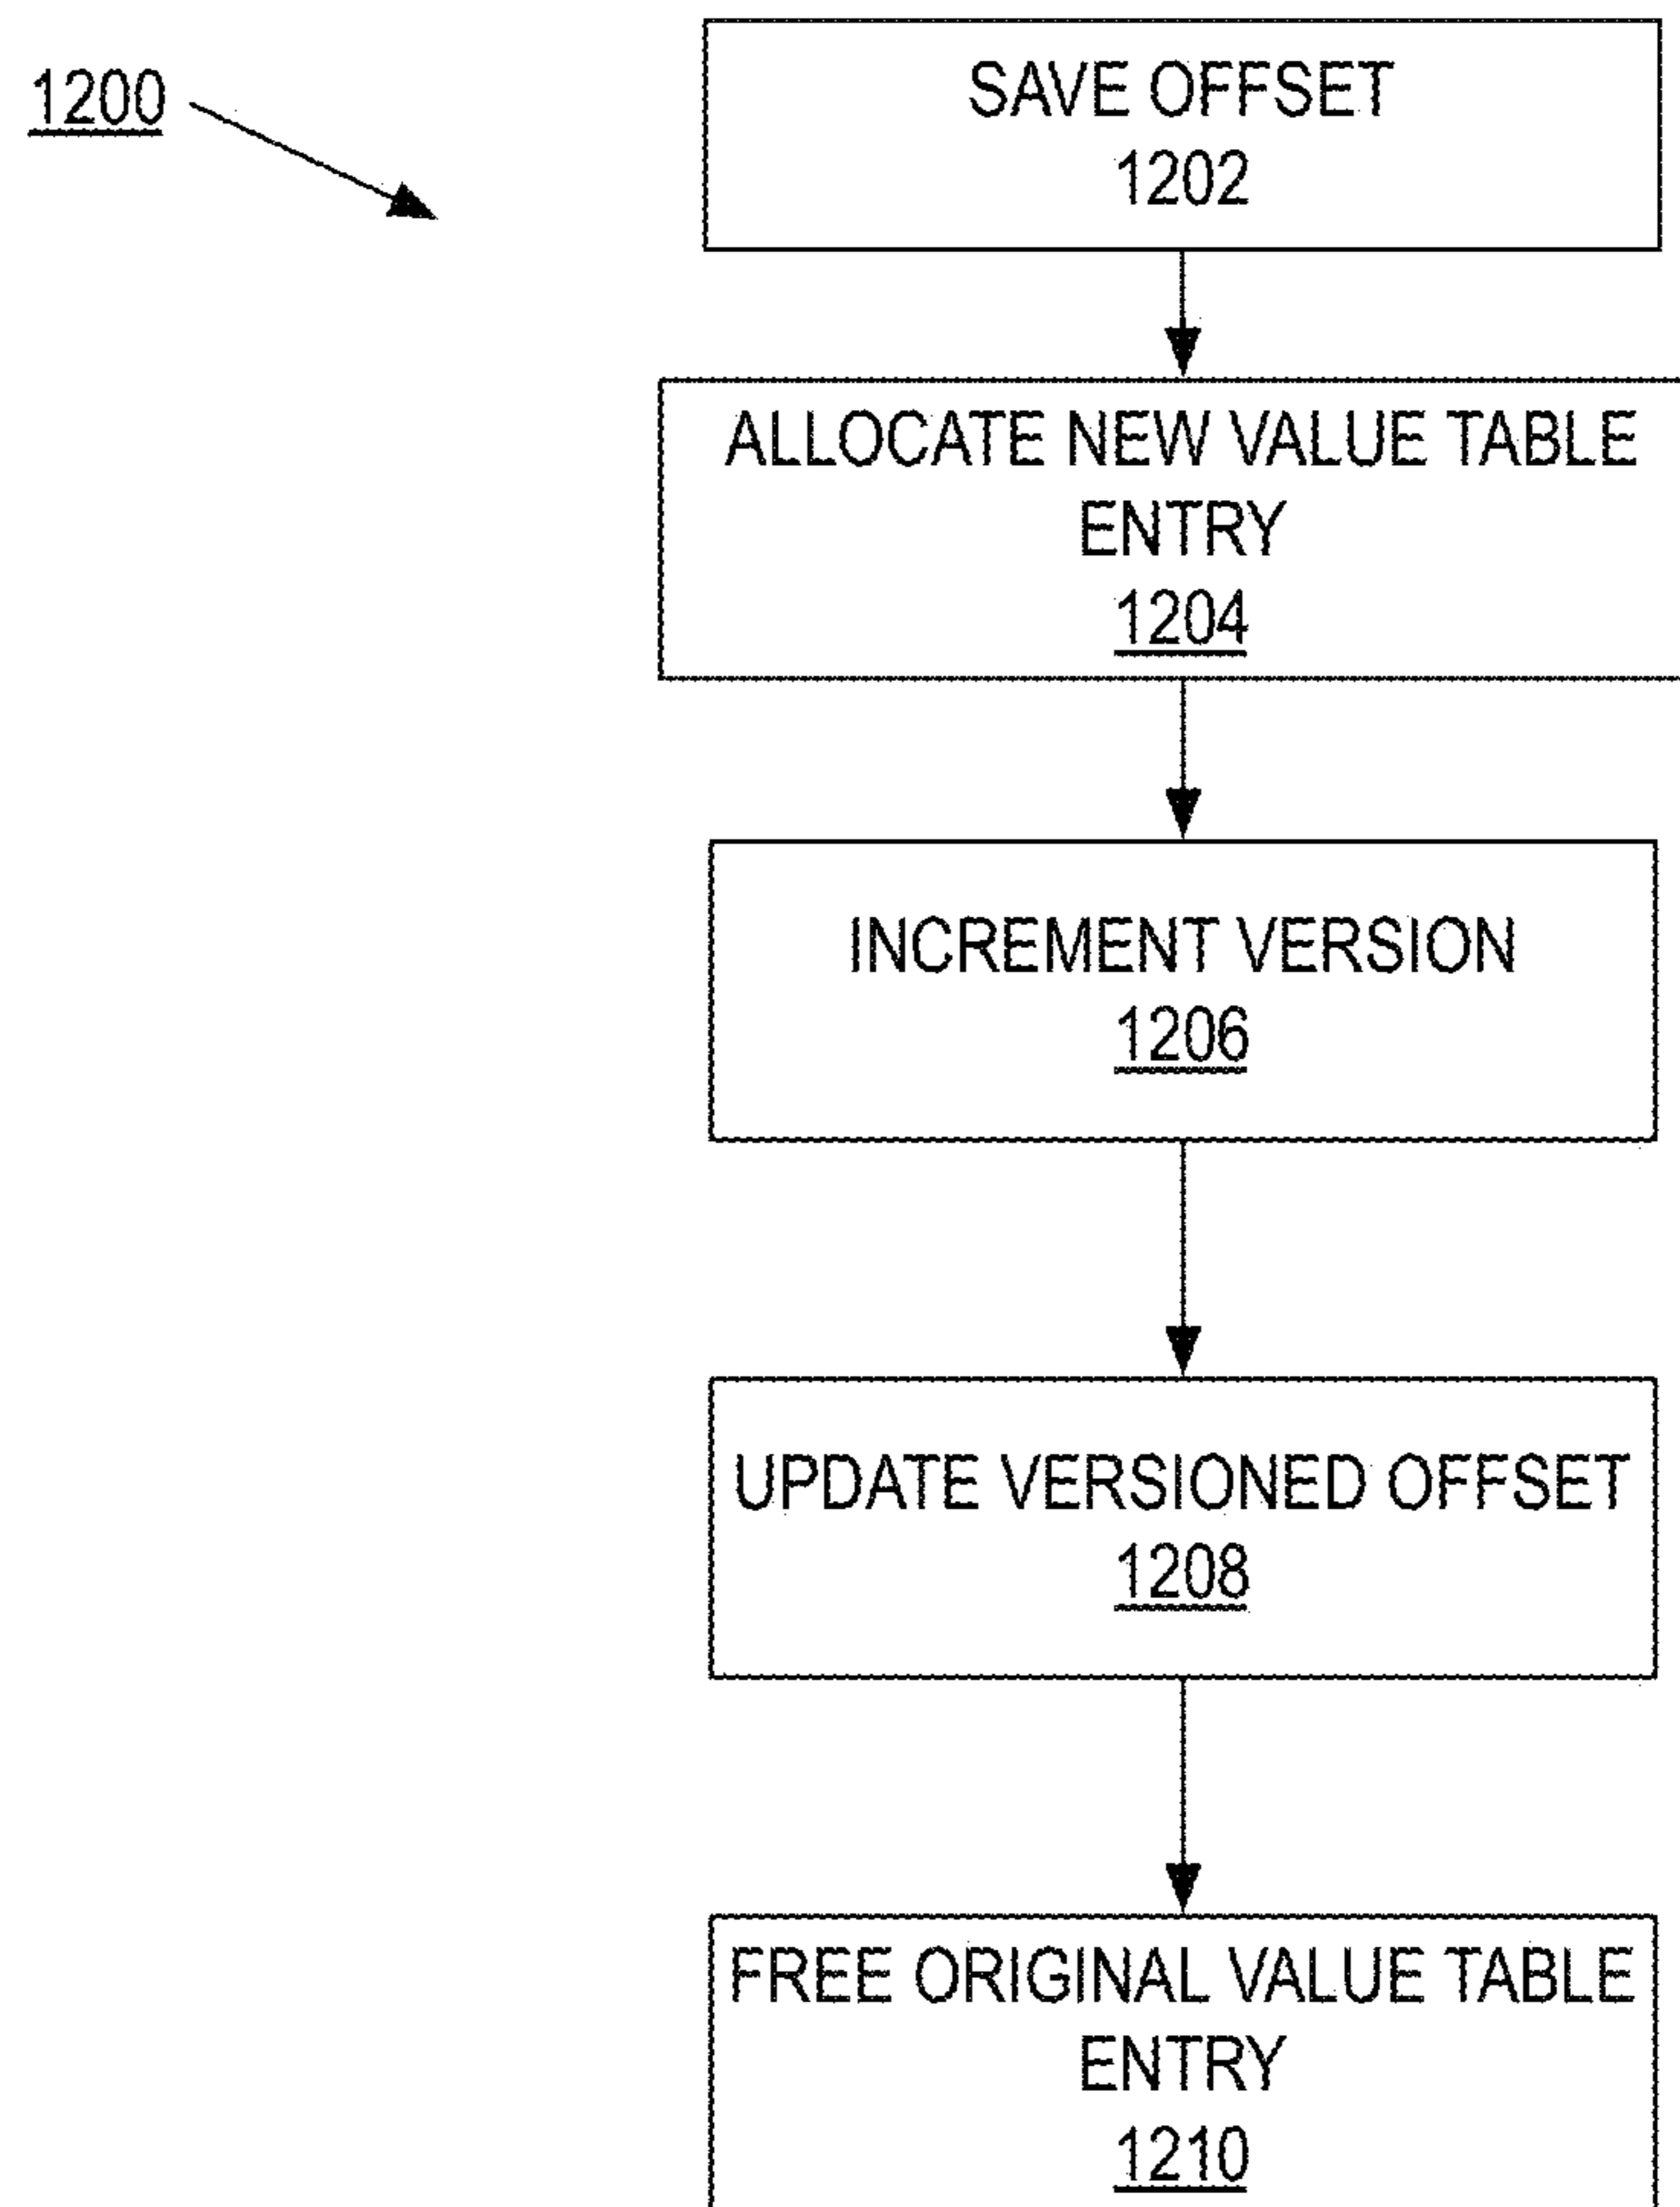 1200
SAVE OFFSET
1202
ALLOCATE NEW VALUE TABLE
ENTRY
1204
INCREMENT VERSION
1206
UPDATE VERSIONED OFFSET
1208
FREE ORIGINAL VALUE TABLE
ENTRY
1210